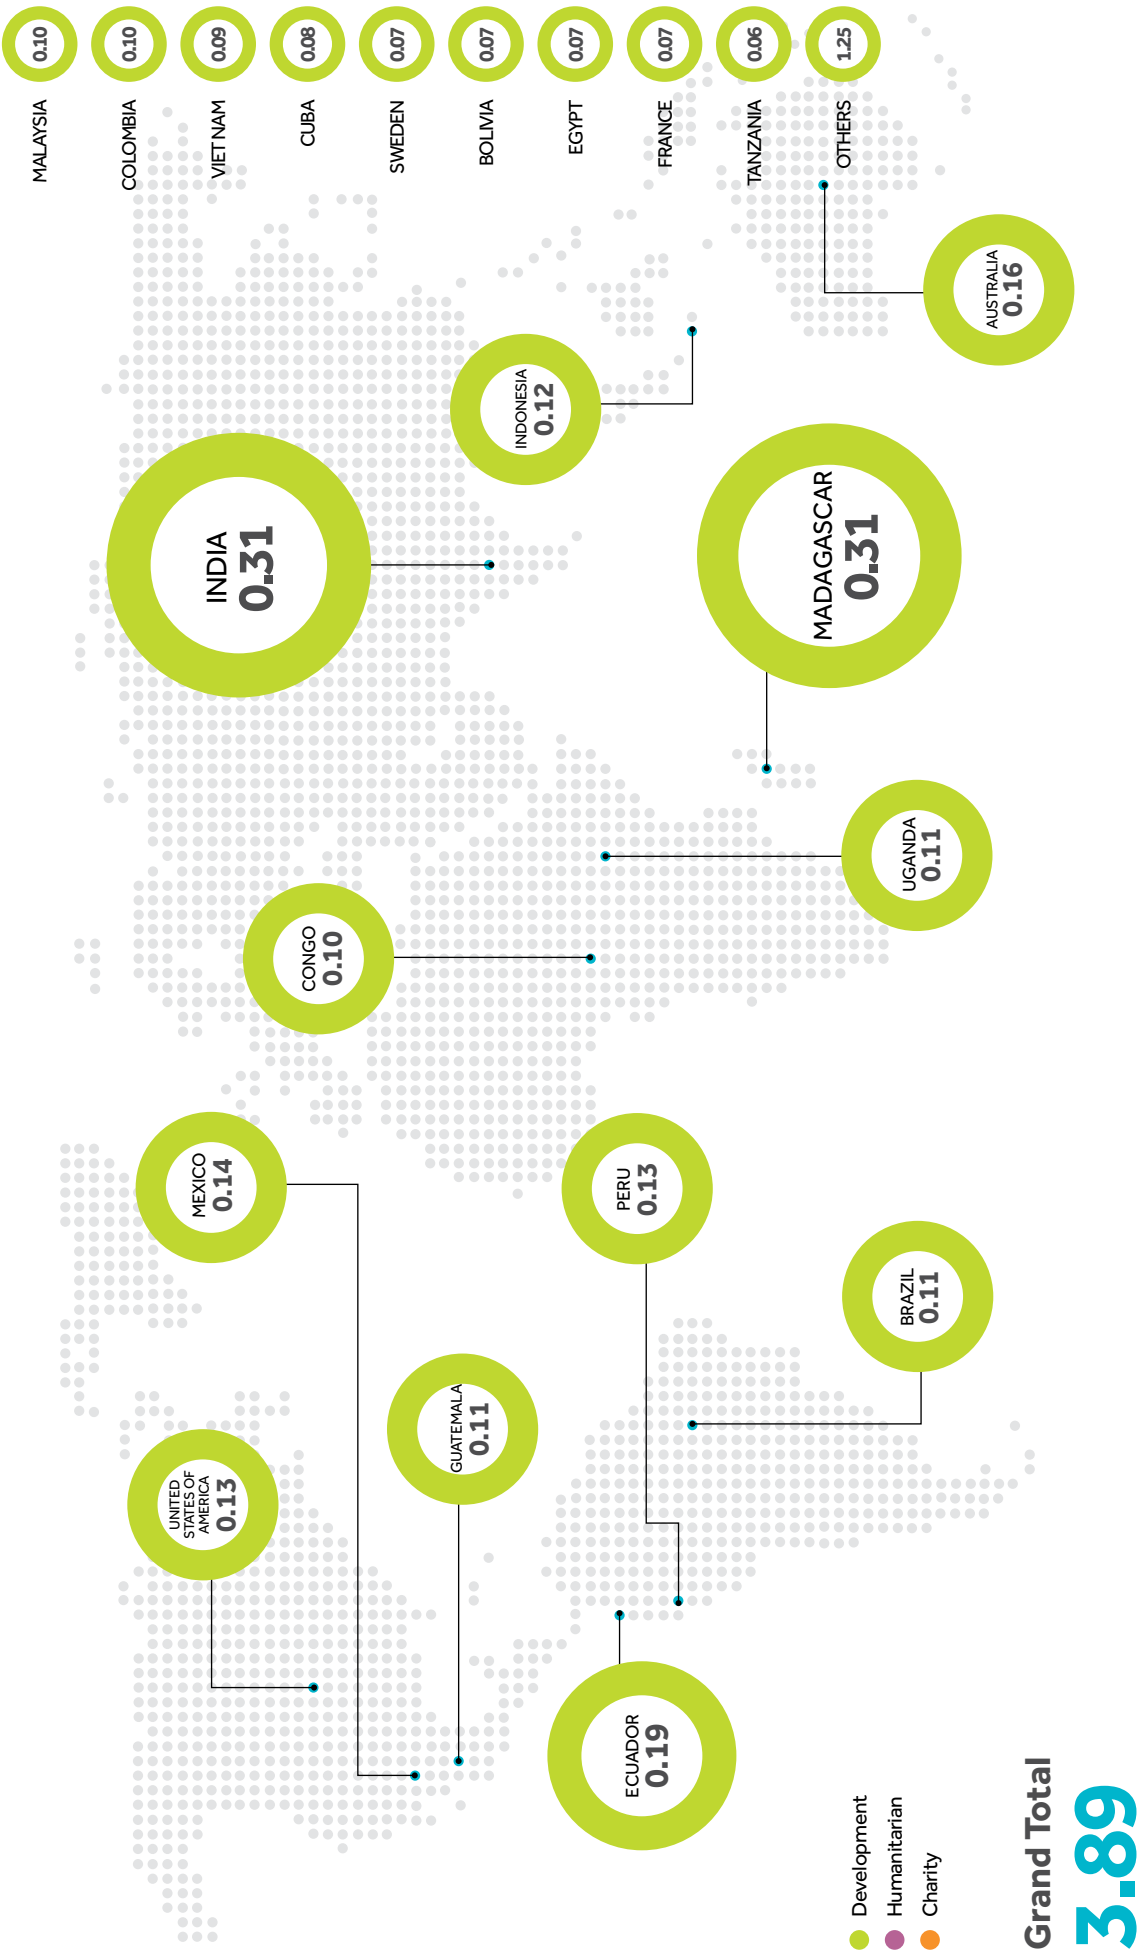 UNITED
STATES OF
AMERICA
0.13
MEXICO
0.14
CONGO
0.10
INDIA
0.31
GUATEMALA
0.11
INDONESIA
0.12
ECUADOR
0.19
PERU
0.13
BRAZIL
0.11
UGANDA
0.11
MADAGASCAR
0.31
AUSTRALIA
0.16
MALAYSIA
0.10
COLOMBIA
0.10
VIET NAM
0.09
CUBA
0.08
SWEDEN
0.07
BOLIVIA
0.07
EGYPT
0.07
FRANCE
0.07
TANZANIA
0.06
OTHERS
1.25
Development
Humanitarian
Charity
Grand Total
3.89